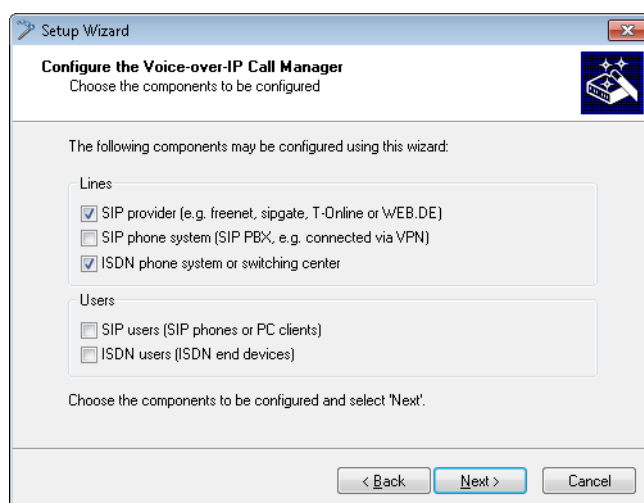 Setup Wizard
Configure the Voice-over-IP Call Manager
Choose the components to be configured
The following components may be configured using this wizard:
Lines
SIP provider (e.g. freenet, sipgate, T-Online or WEB.DE)
SIP phone system (SIP PBX, e.g. connected via VPN)
ISDN phone system or switching center
Users
SIP users (SIP phones or PC clients)
ISDN users (ISDN end devices)
Choose the components to be configured and select 'Next'.
< Back Next > Cancel